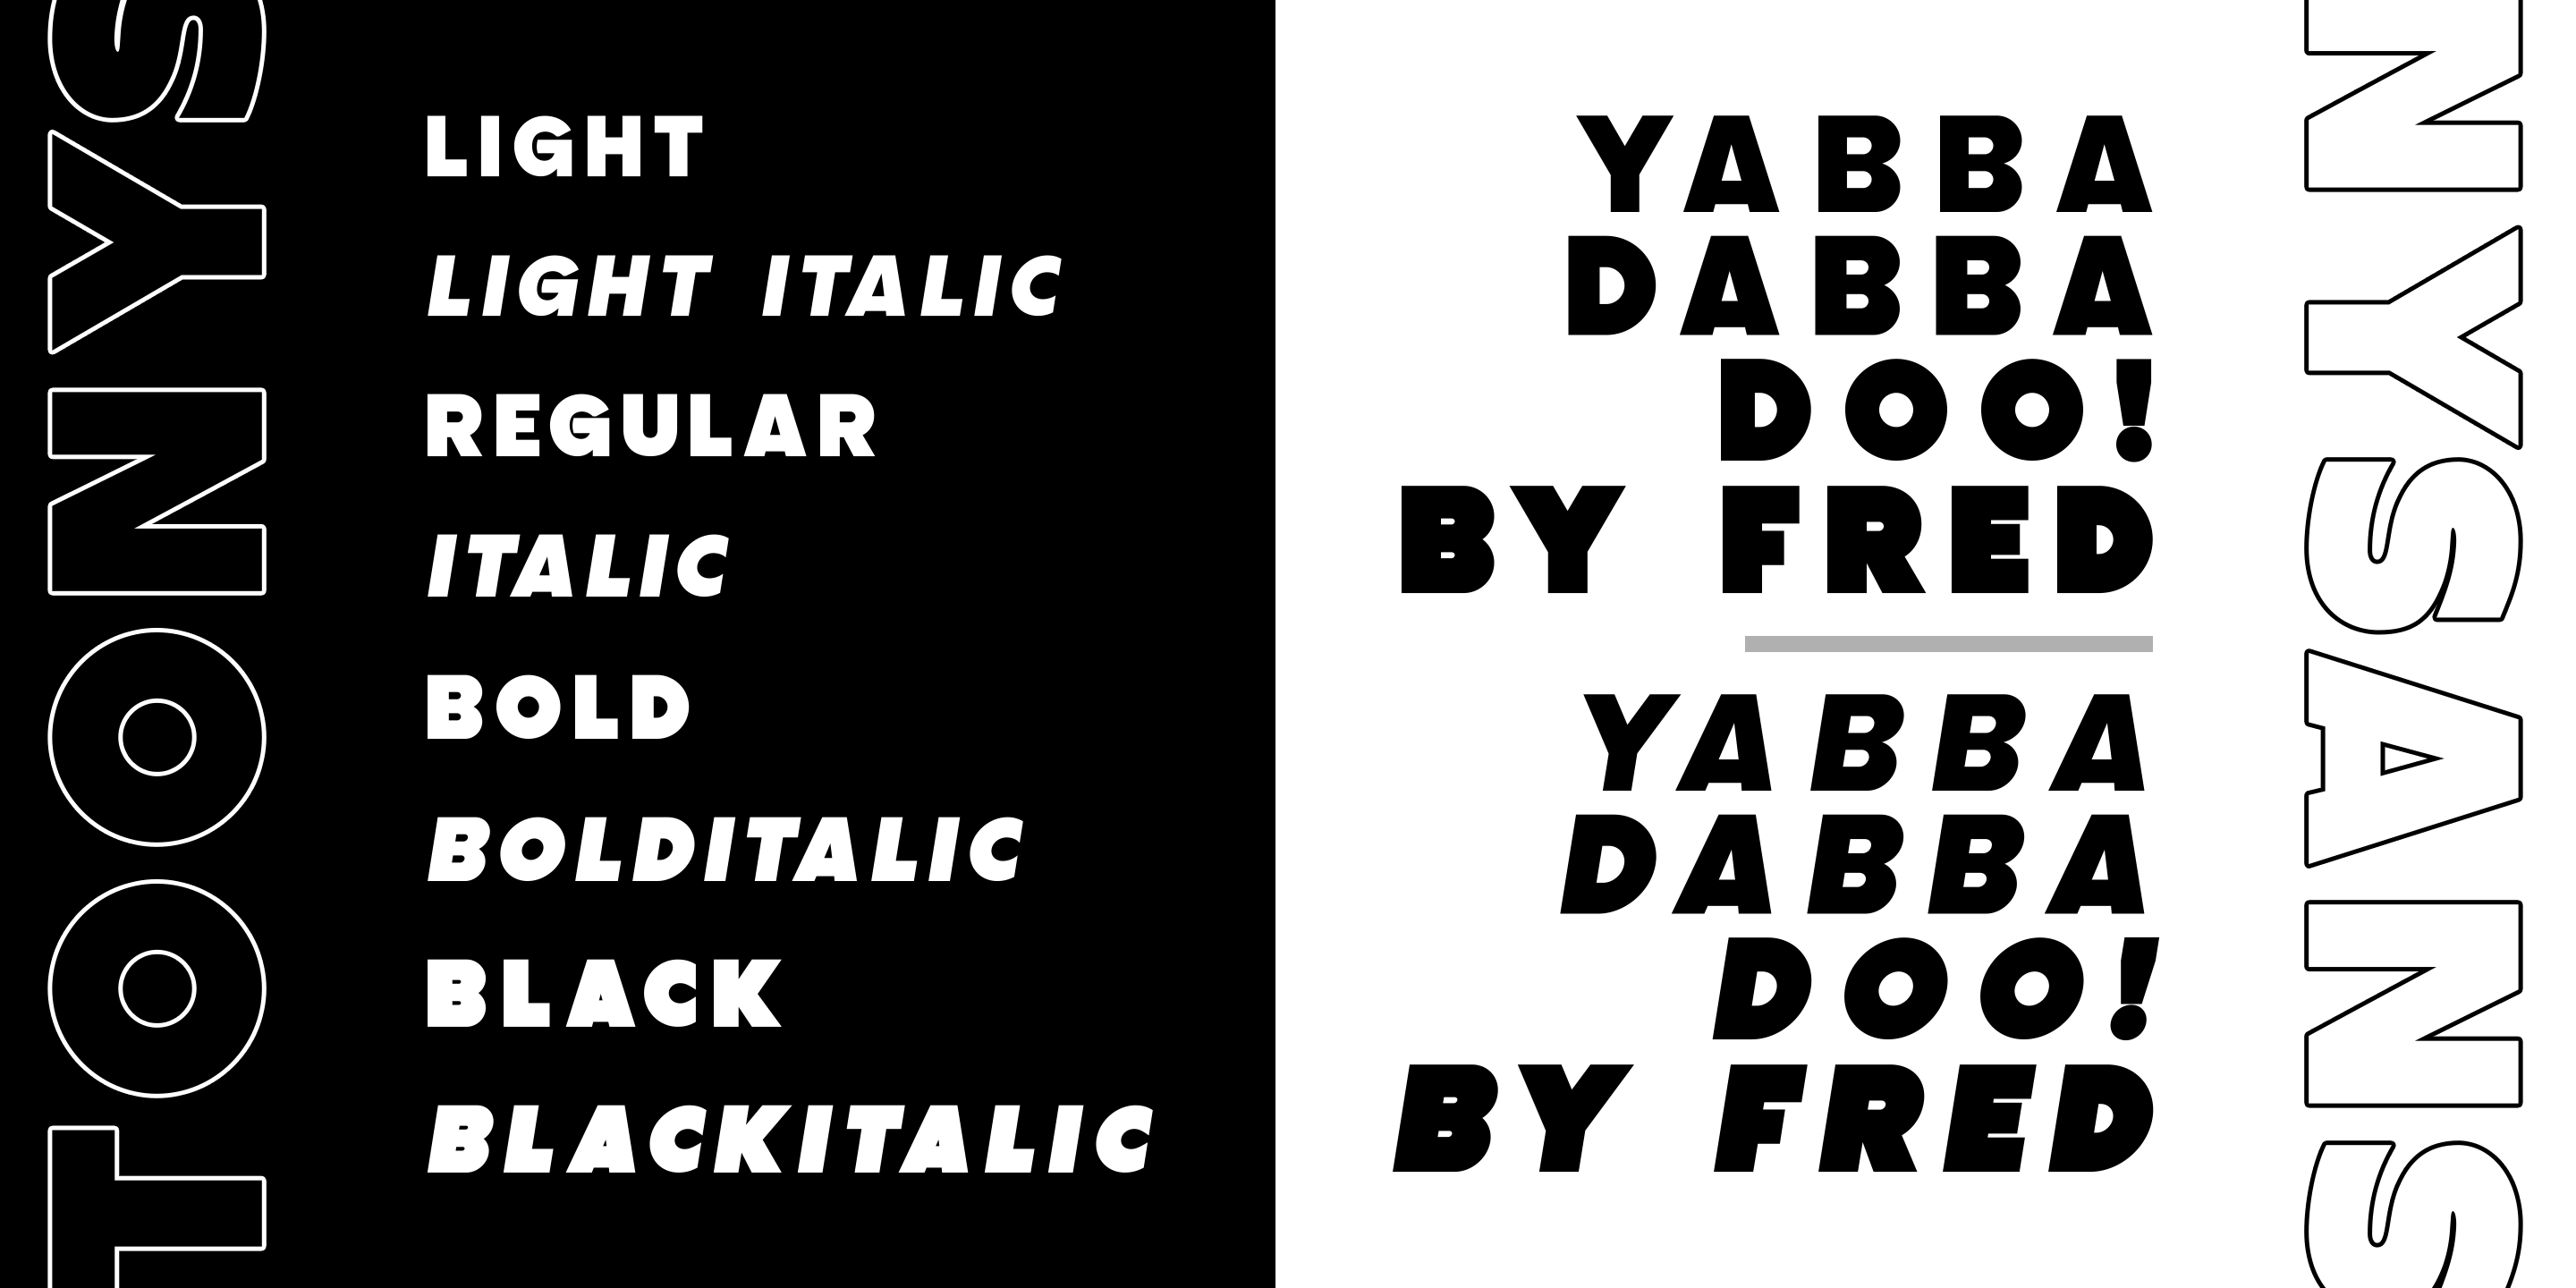 TOONYS
LIGHT
LIGHT ITALIC
REGULAR
ITALIC
BOLD
BOLDITALIC
BLACK
BLACKITALIC
YABBA
DABBA
DOO!
BY FRED
YABBA
DABBA
DOO!
BY FRED
NYSANS